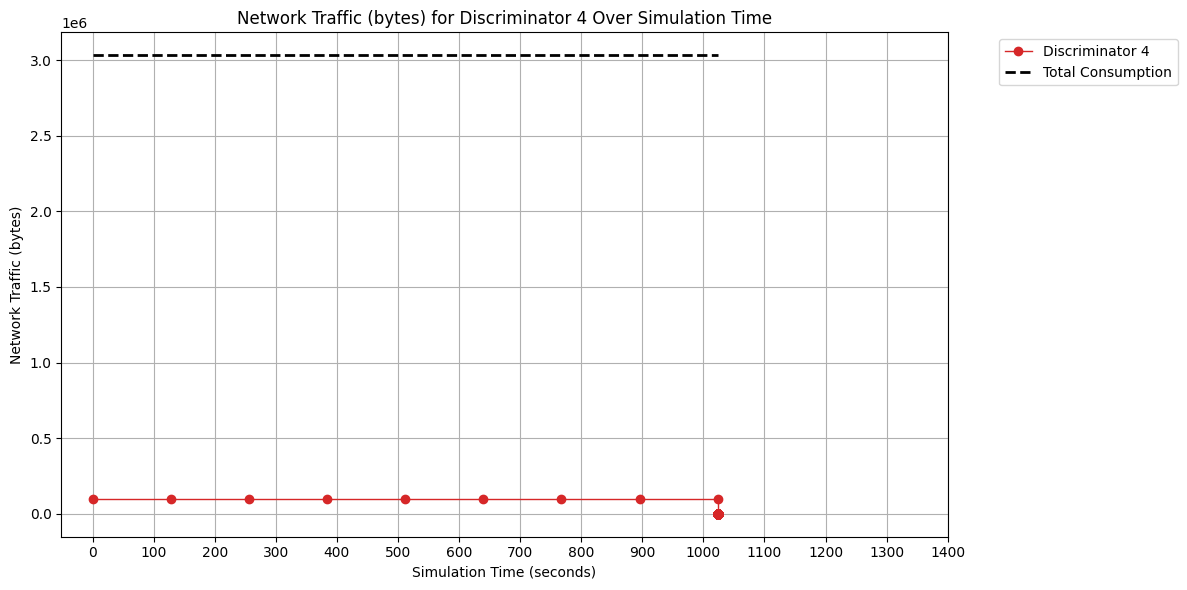 Network Traffic (bytes) for Discriminator 4 Over Simulation Time
1e6
Discriminator 4
Total Consumption
3.0
2.5
2.0
1.5
1.0
0.5
0.0
Network Traffic (bytes)
0 100 200 300 400 500 600 700 800 900 1000 1100 1200 1300 1400
Simulation Time (seconds)